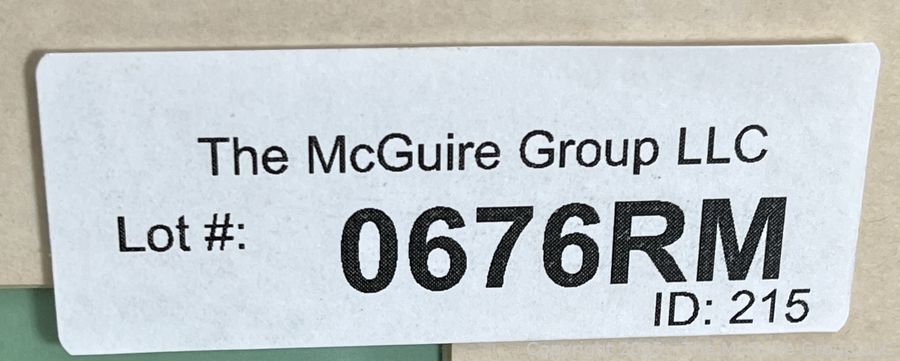 The McGuire Group LLC
Lot #: 0676RM
ID: 215